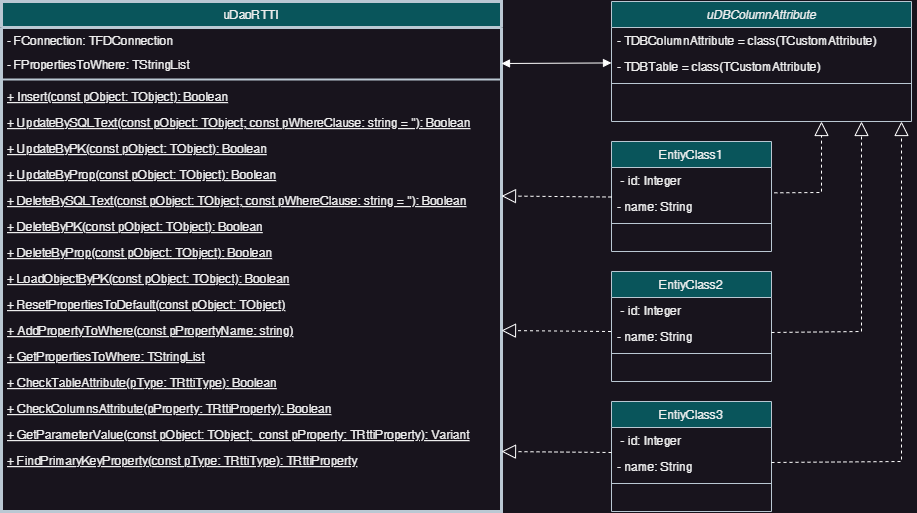 uDaoRTTI
- FConnection: TFDConnection
- FPropertiesToWhere: TStringList
+ Insert(const pObject: TObject): Boolean
+ UpdateBySQLText(const pObject: TObject; const pWhereClause: string = ''): Boolean
+ UpdateByPK(const pObject: TObject): Boolean
+ UpdateByProp(const pObject: TObject): Boolean
+ DeleteBySQLText(const pObject: TObject; const pWhereClause: string = ''): Boolean
+ DeleteByPK(const pObject: TObject): Boolean
+ DeleteByProp(const pObject: TObject): Boolean
+ LoadObjectByPK(const pObject: TObject): Boolean
+ ResetPropertiesToDefault(const pObject: TObject)
+ AddPropertyToWhere(const pPropertyName: string)
+ GetPropertiesToWhere: TStringList
+ CheckTableAttribute(pType: TRttiType): Boolean
+ CheckColumnsAttribute(pProperty: TRttiProperty): Boolean
+ GetParameterValue(const pObject: TObject;  const pProperty: TRttiProperty): Variant
+ FindPrimaryKeyProperty(const pType: TRttiType): TRttiProperty
uDBColumnAttribute
- TDBColumnAttribute = class(TCustomAttribute)
- TDBTable = class(TCustomAttribute)
EntiyClass1
- id: Integer
- name: String
EntiyClass2
- id: Integer
- name: String
EntiyClass3
- id: Integer
- name: String